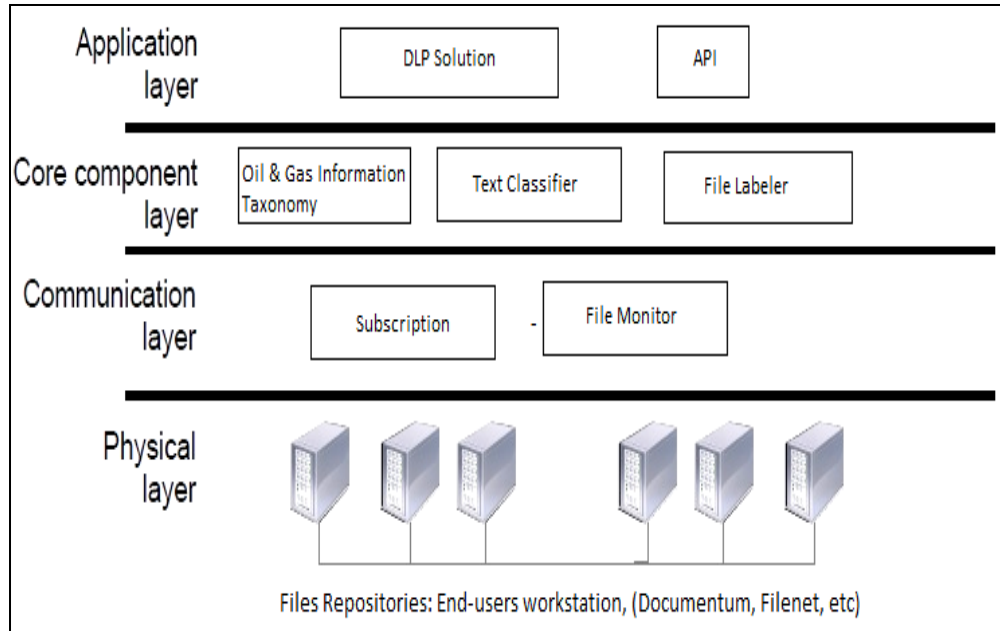 Application
layer
DLP Solution
API
Core component
layer
Oil & Gas Information
Taxonomy
Text Classifier
File Labeler
Communication
layer
Subscription
-
File Monitor
Physical
layer
Files Repositories: End-users workstation, (Documentum, Filenet, etc)